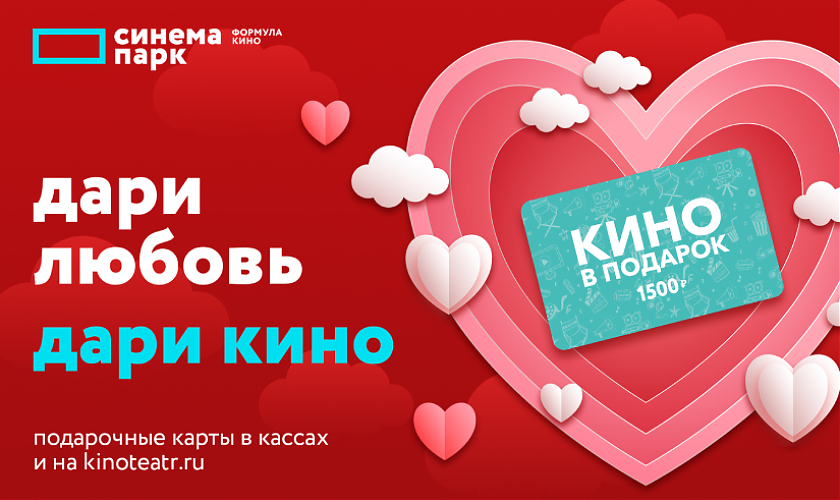 синема
парк
ФОРМУЛА
КИНО
дари
любовь
дари кино
подарочные карты в кассах
и на kinoteatr.ru
КИНО
В ПОДАРОК
1500₽